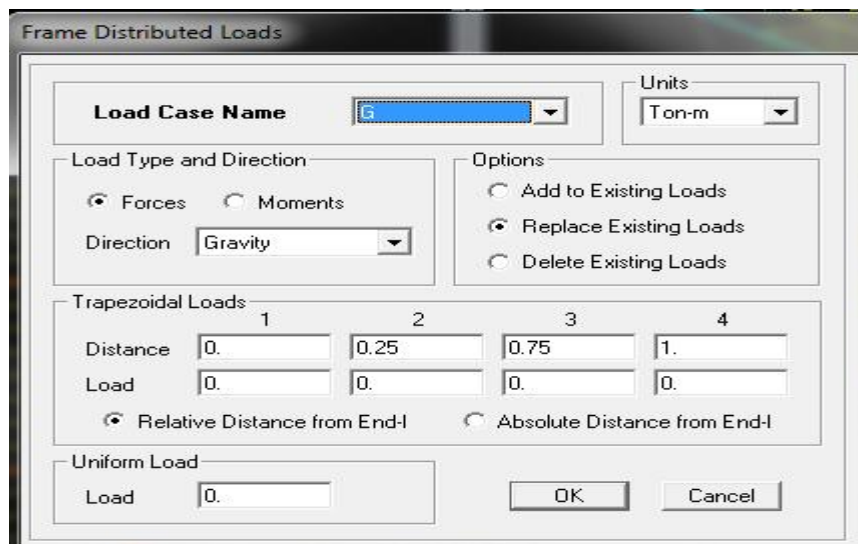 Frame Distributed Loads
Load Case Name G
Units
Ton-m
Load Type and Direction
Forces Moments
Direction Gravity
Options
Add to Existing Loads
Replace Existing Loads
Delete Existing Loads
Trapezoidal Loads
1 2 3 4
Distance 0. 0.25 0.75 1.
Load 0. 0. 0. 0.
Relative Distance from End-I Absolute Distance from End-I
Uniform Load
Load 0.
OK Cancel